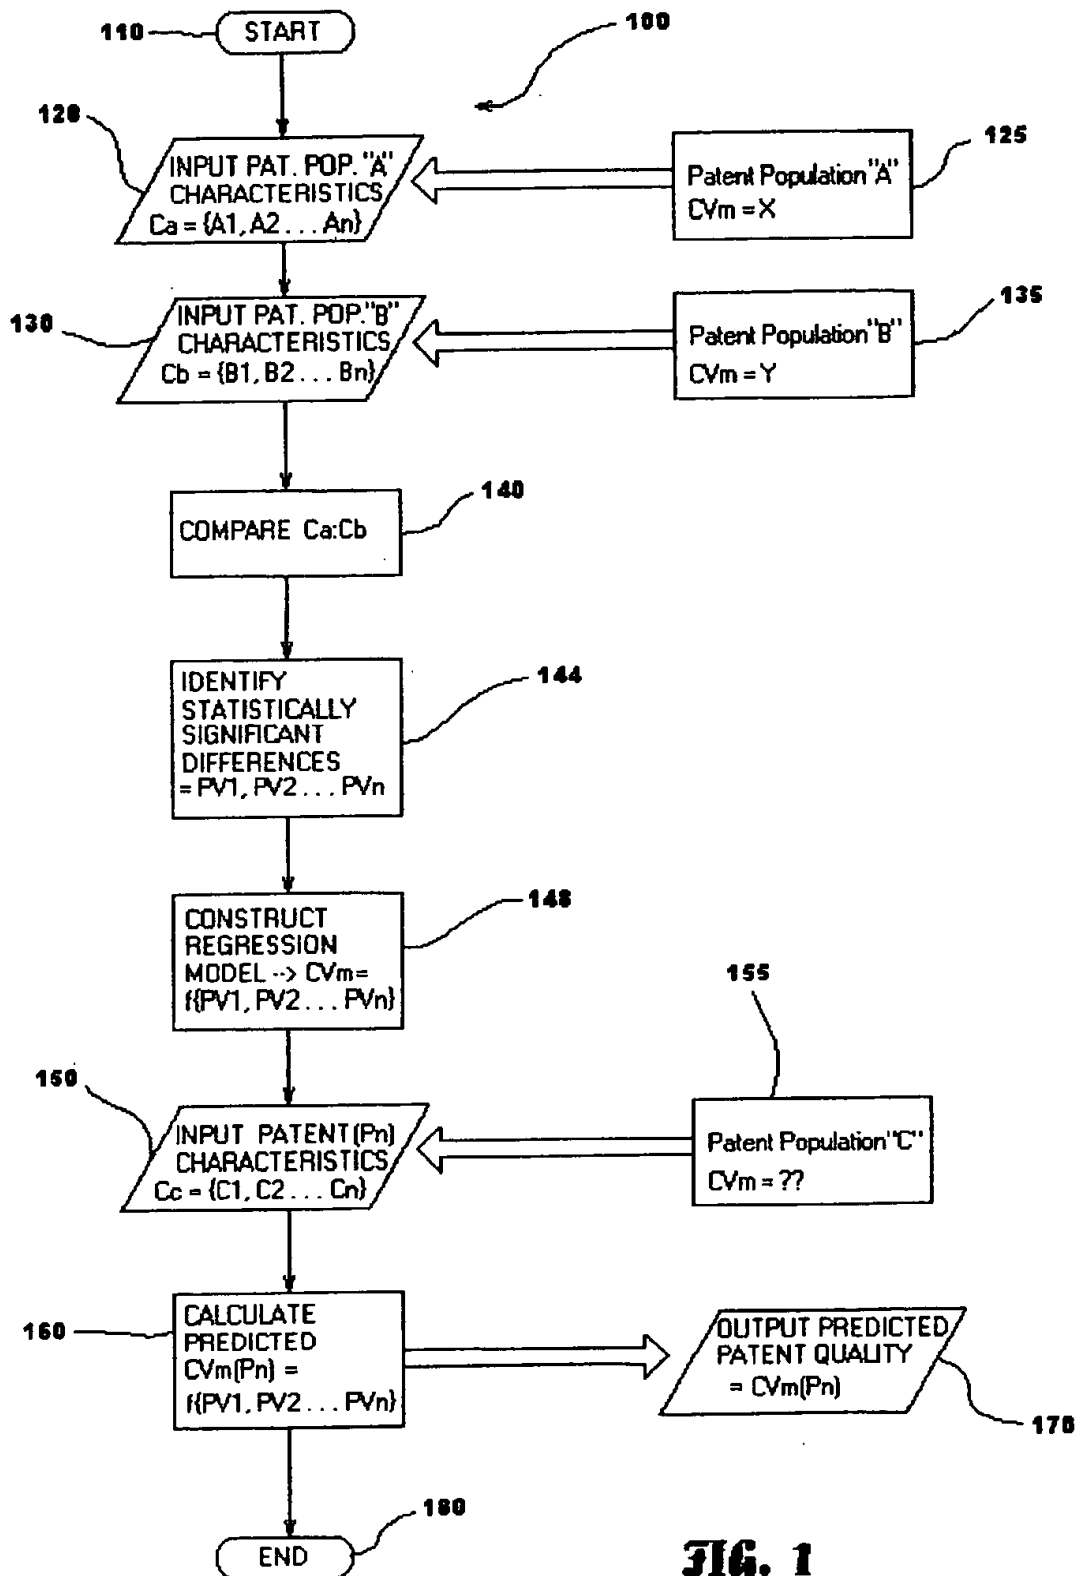 110
START
100
120
INPUT PAT. POP. "A"
CHARACTERISTICS
Ca = {A1, A2 . . . An}
Patent Population "A"
CVm = X
125
130
INPUT PAT. POP. "B"
CHARACTERISTICS
Cb = {B1, B2 . . . Bn}
Patent Population "B"
CVm = Y
135
COMPARE Ca:Cb
140
IDENTIFY
STATISTICALLY
SIGNIFICANT
DIFFERENCES
= PV1, PV2 . . . PVn
144
CONSTRUCT
REGRESSION
MODEL --> CVm =
f{PV1, PV2 . . . PVn}
148
150
INPUT PATENT (Pn)
CHARACTERISTICS
Cc = {C1, C2 . . . Cn}
155
Patent Population "C"
CVm = ??
160
CALCULATE
PREDICTED
CVm(Pn) =
f{PV1, PV2 . . . PVn}
OUTPUT PREDICTED
PATENT QUALITY
= CVm(Pn)
170
180
END
FIG. 1